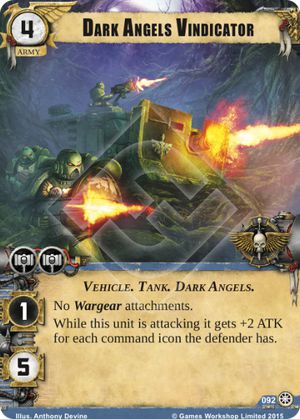 4
DARK ANGELS VINDICATOR
ARMY
VEHICLE. TANK. DARK ANGELS.
1
No Wargear attachments.
While this unit is attacking it gets +2 ATK
for each command icon the defender has.
5
092
Illus. Anthony Devine
© Games Workshop Limited 2015